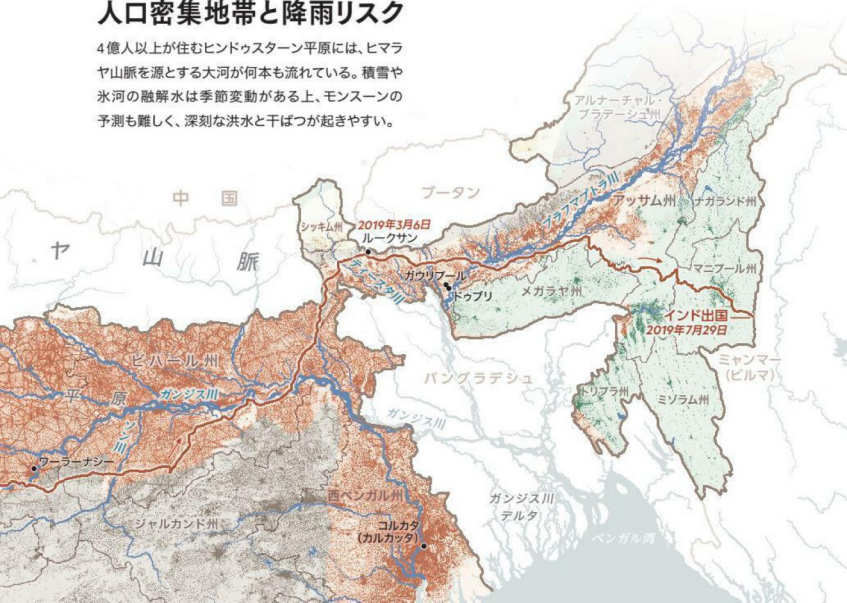 人口密集地帯と降雨リスク
4億人以上が住むヒンドゥスターン平原には、ヒマラ
ヤ山脈を源とする大河が何本も流れている。積雪や
氷河の融解水は季節変動がある上、モンスーンの
予測も難しく、深刻な洪水と干ばつが起きやすい。
アルナーチャル・
プラデーシュ州
中国
ブータン
ブラフマプトラ川
アッサム州
ナガランド州
シッキム州
2019年3月6日
ルークサン
ヤ山脈
ティースタ川
ガウリプール
ドゥブリ
メガラヤ州
マニプール州
インド出国
2019年7月29日
ビハール州
平原
ガンジス川
ソン川
バングラデシュ
ミャンマー
(ビルマ)
トリプラ州
ミゾラム州
ガンジス川
ワーラーナシー
西ベンガル州
ジャルカンド州
ガンジス川
デルタ
コルカタ
(カルカッタ)
ベンガル湾